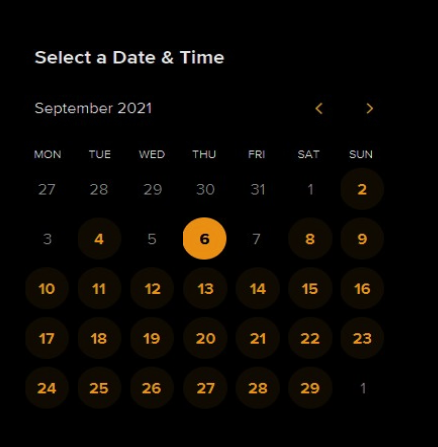 Select a Date & Time
September 2021
MON TUE WED THU FRI SAT SUN
27 28 29 30 31 1 2
3 4 5 6 7 8 9
10 11 12 13 14 15 16
17 18 19 20 21 22 23
24 25 26 27 28 29 1